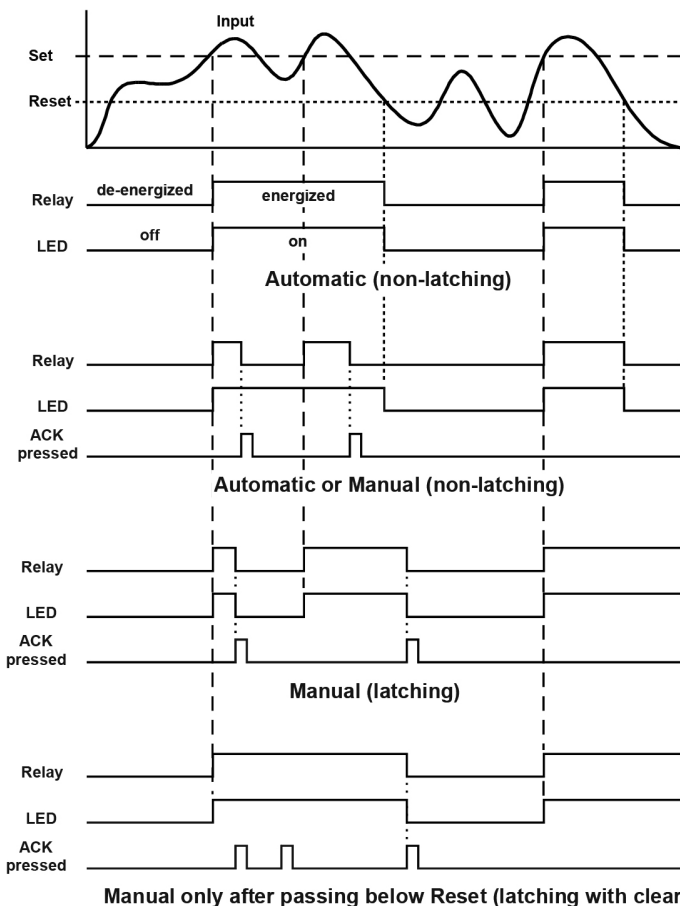 Input
Set
Reset
Relay
de-energized
energized
LED
off
on
Automatic (non-latching)
Relay
LED
ACK
pressed
Automatic or Manual (non-latching)
Relay
LED
ACK
pressed
Manual (latching)
Relay
LED
ACK
pressed
Manual only after passing below Reset (latching with clear